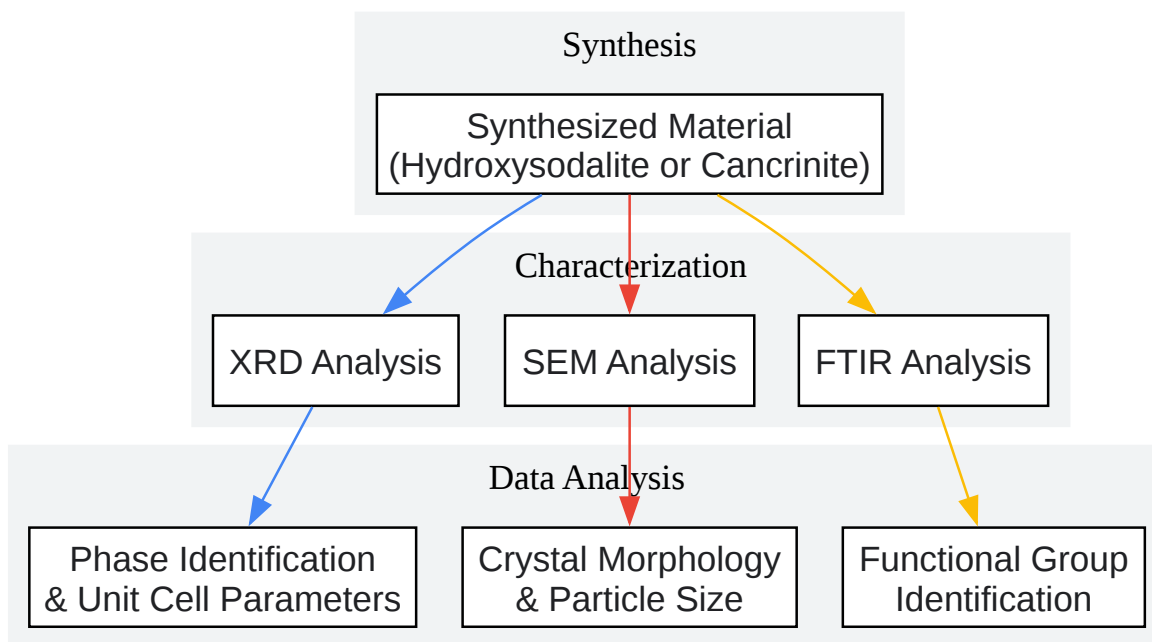 Synthesis
Synthesized Material
(Hydroxysodalite or Cancrinite)
Characterization
XRD Analysis
SEM Analysis
FTIR Analysis
Data Analysis
Phase Identification
& Unit Cell Parameters
Crystal Morphology
& Particle Size
Functional Group
Identification